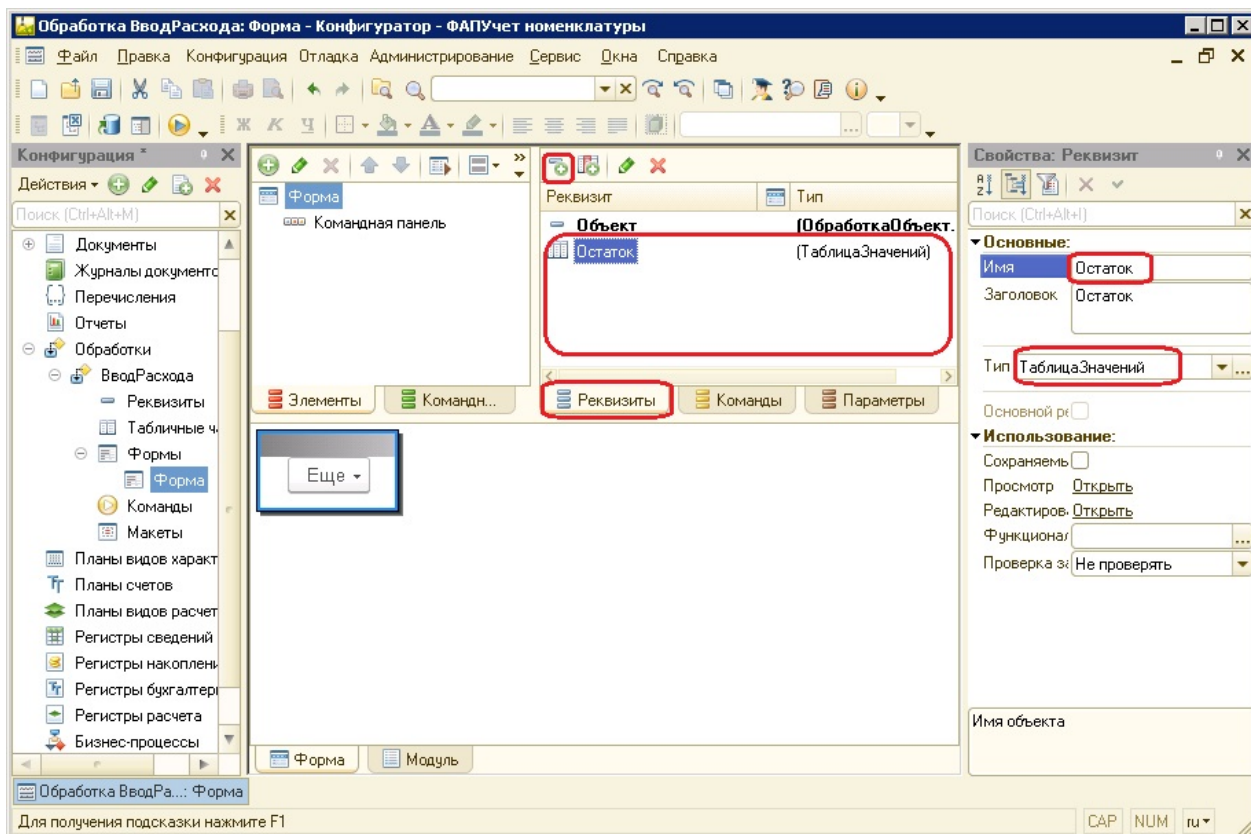 Обработка ВводРасхода: Форма - Конфигуратор - ФАПУчет номенклатуры
Файл Правка Конфигурация Отладка Администрирование Сервис Окна Справка
Ж К Ч
Конфигурация *
Действия
Поиск (Ctrl+Alt+M)
Документы
Журналы документо
Перечисления
Отчеты
Обработки
ВводРасхода
Реквизиты
Табличные ч
Формы
Форма
Команды
Макеты
Планы видов характ
Планы счетов
Планы видов расчет
Регистры сведений
Регистры накоплени
Регистры бухгалтери
Регистры расчета
Бизнес-процессы
Форма
Командная панель
Элементы Командн...
Реквизит Тип
Объект (ОбработкаОбъект.
Остаток (ТаблицаЗначений)
Реквизиты Команды Параметры
Еще
Форма Модуль
Свойства: Реквизит
Поиск (Ctrl+Alt+I)
Основные:
Имя Остаток
Заголовок Остаток
Тип ТаблицаЗначений
Основной ре
Использование:
Сохраняемь
Просмотр Открыть
Редактиров Открыть
Функционал
Проверка за Не проверять
Имя объекта
Обработка ВводРа...: Форма
Для получения подсказки нажмите F1 CAP NUM ru